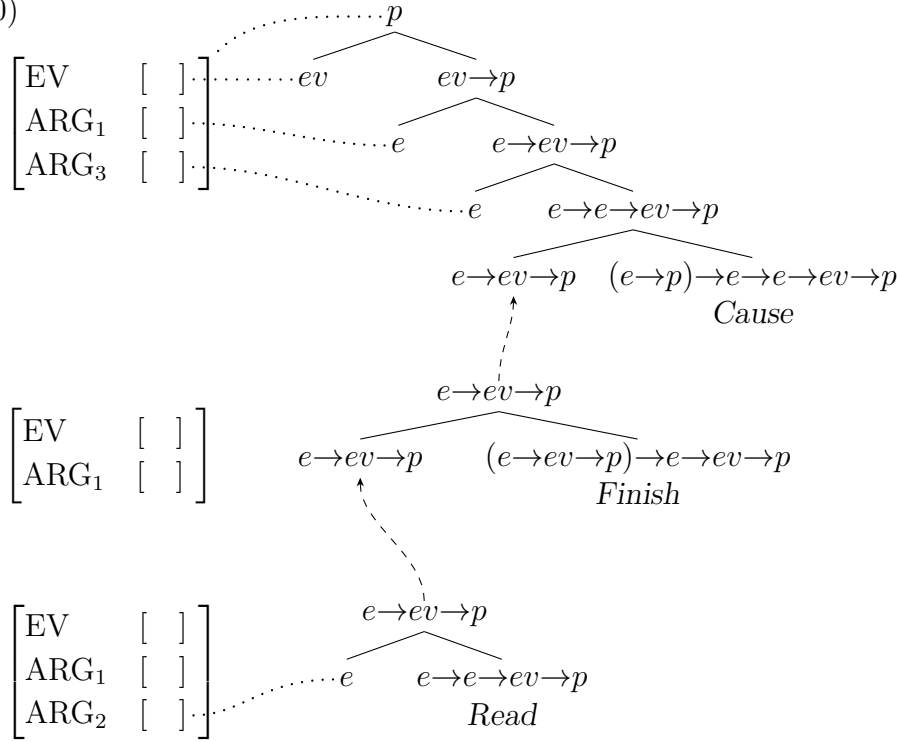 0)
p
EV [ ]
ev ev→p
ARG₁ [ ]
e e→ev→p
ARG₃ [ ]
e e→e→ev→p
e→ev→p (e→p)→e→e→ev→p
Cause
e→ev→p
EV [ ]
e→ev→p (e→ev→p)→e→ev→p
ARG₁ [ ]
Finish
e→ev→p
EV [ ]
ARG₁ [ ]
e e→e→ev→p
ARG₂ [ ]
Read